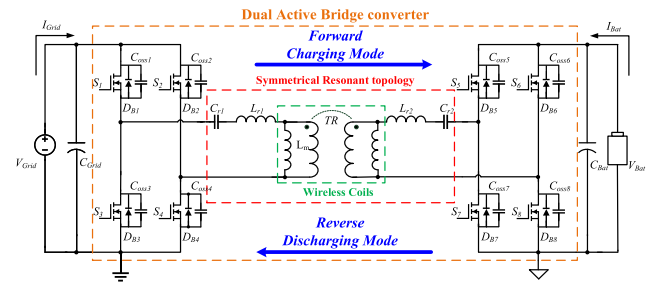 Dual Active Bridge converter
I_Grid
I_Bat
Forward
Charging Mode
C_oss1
C_oss2
C_oss5
C_oss6
S_1
S_2
S_5
S_6
D_B1
D_B2
D_B5
D_B6
Symmetrical Resonant topology
C_r1
L_r1
TR
L_r2
C_r2
L_m
V_Grid
C_Grid
C_Bat
V_Bat
Wireless Coils
C_oss3
C_oss4
C_oss7
C_oss8
S_3
S_4
S_7
S_8
D_B3
D_B4
D_B7
D_B8
Reverse
Discharging Mode